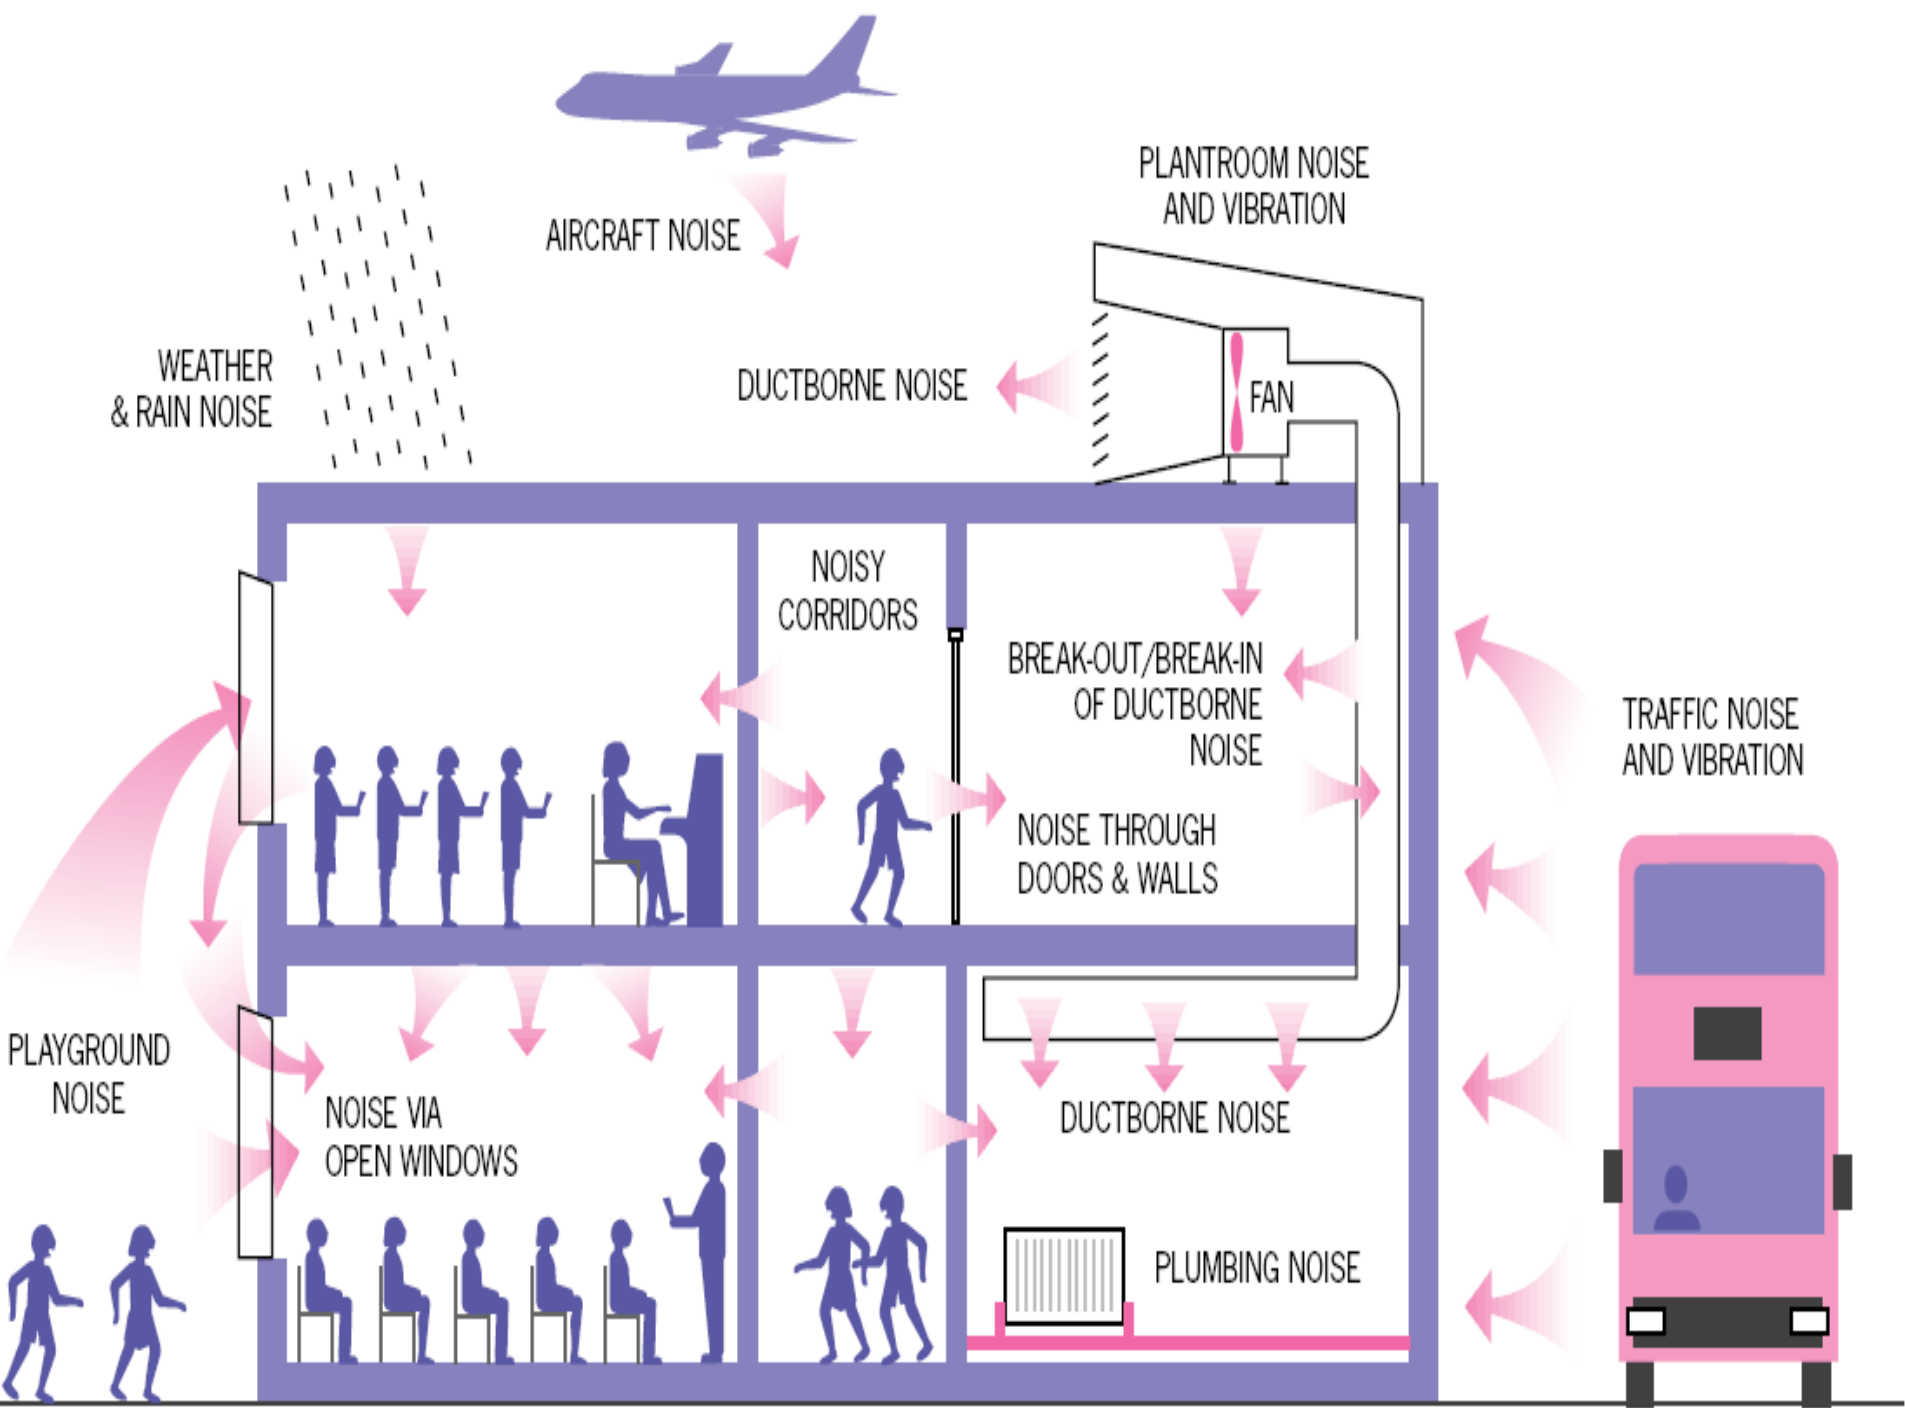 PLANTROOM NOISE
AND VIBRATION
AIRCRAFT NOISE
WEATHER
& RAIN NOISE
DUCTBORNE NOISE
FAN
NOISY
CORRIDORS
BREAK-OUT/BREAK-IN
OF DUCTBORNE
NOISE
TRAFFIC NOISE
AND VIBRATION
NOISE THROUGH
DOORS & WALLS
PLAYGROUND
NOISE
NOISE VIA
OPEN WINDOWS
DUCTBORNE NOISE
PLUMBING NOISE